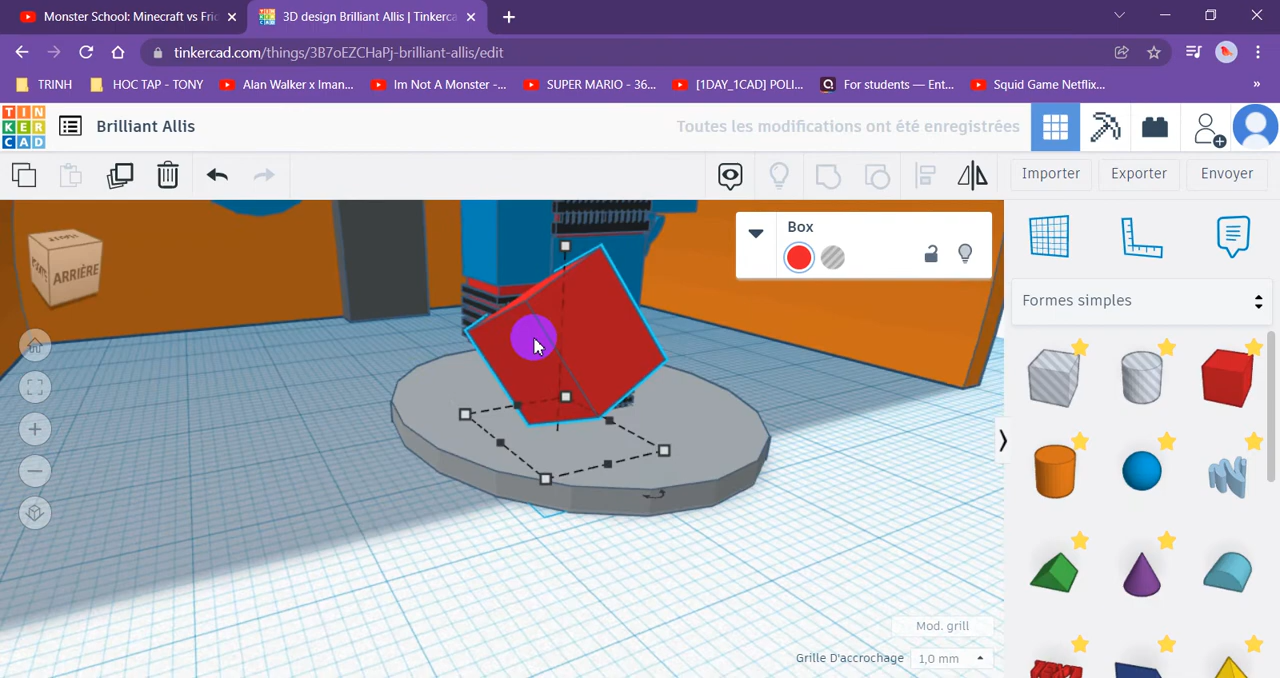 Monster School: Minecraft vs Fri
3D design Brilliant Allis | Tinkerca
tinkercad.com/things/3B7oEZCHaPj-brilliant-allis/edit
TRINH
HOC TAP - TONY
Alan Walker x Iman...
Im Not A Monster -...
SUPER MARIO - 36...
[1DAY_1CAD] POLI...
For students — Ent...
Squid Game Netflix...
TIN
KER
CAD
Brilliant Allis
Toutes les modifications ont été enregistrées
Importer
Exporter
Envoyer
Box
ARRIÈRE
Formes simples
Mod. grill
Grille D'accrochage
1,0 mm